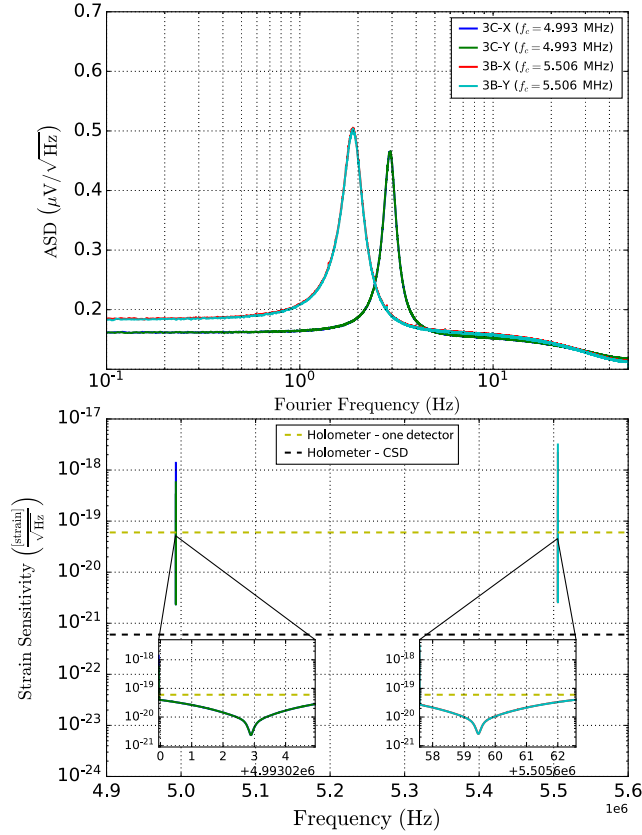 0.7
0.6
0.5
0.4
0.3
0.2
ASD (μV/√Hz)
3C-X (f_c = 4.993 MHz)
3C-Y (f_c = 4.993 MHz)
3B-X (f_c = 5.506 MHz)
3B-Y (f_c = 5.506 MHz)
10^-1 10^0 10^1
Fourier Frequency (Hz)
10^-17
10^-18
10^-19
10^-20
10^-21
10^-22
10^-23
10^-24
Strain Sensitivity (|strain|/√Hz)
Holometer - one detector
Holometer - CSD
10^-18
10^-19
10^-20
10^-21
0 1 2 3 4
+4.99302e6
10^-18
10^-19
10^-20
10^-21
58 59 60 61 62
+5.5056e6
4.9 5.0 5.1 5.2 5.3 5.4 5.5 5.6
1e6
Frequency (Hz)